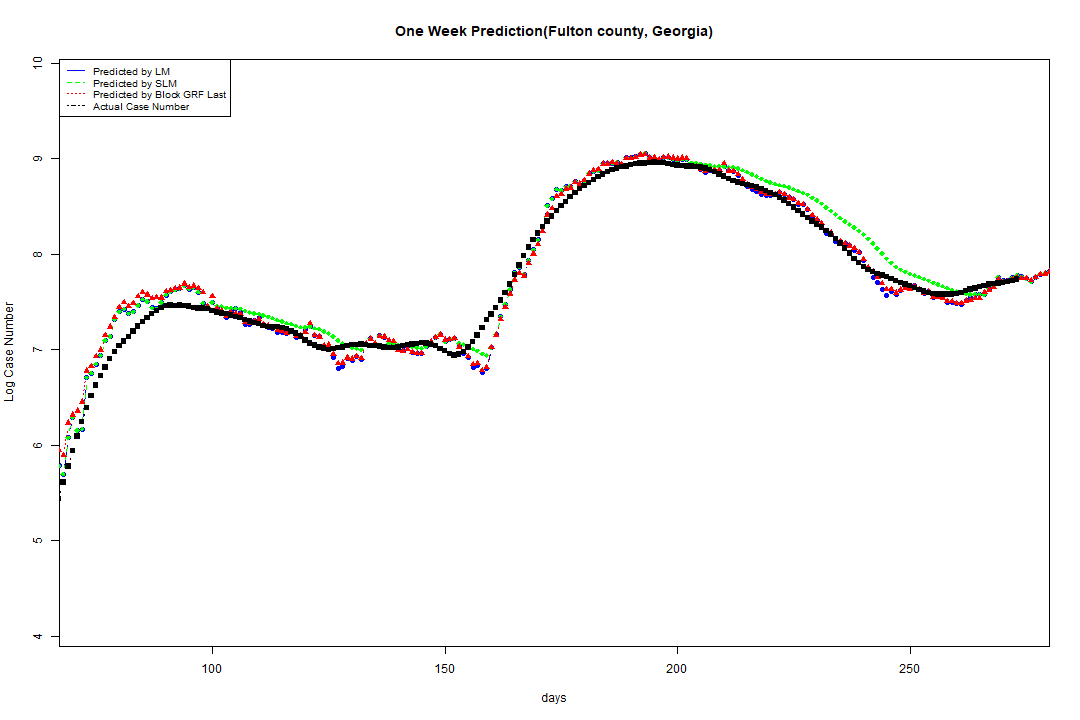 One Week Prediction(Fulton county, Georgia)
Predicted by LM
Predicted by SLM
Predicted by Block GRF Last
Actual Case Number
Log Case Number
10
9
8
7
6
5
4
100 150 200 250
days